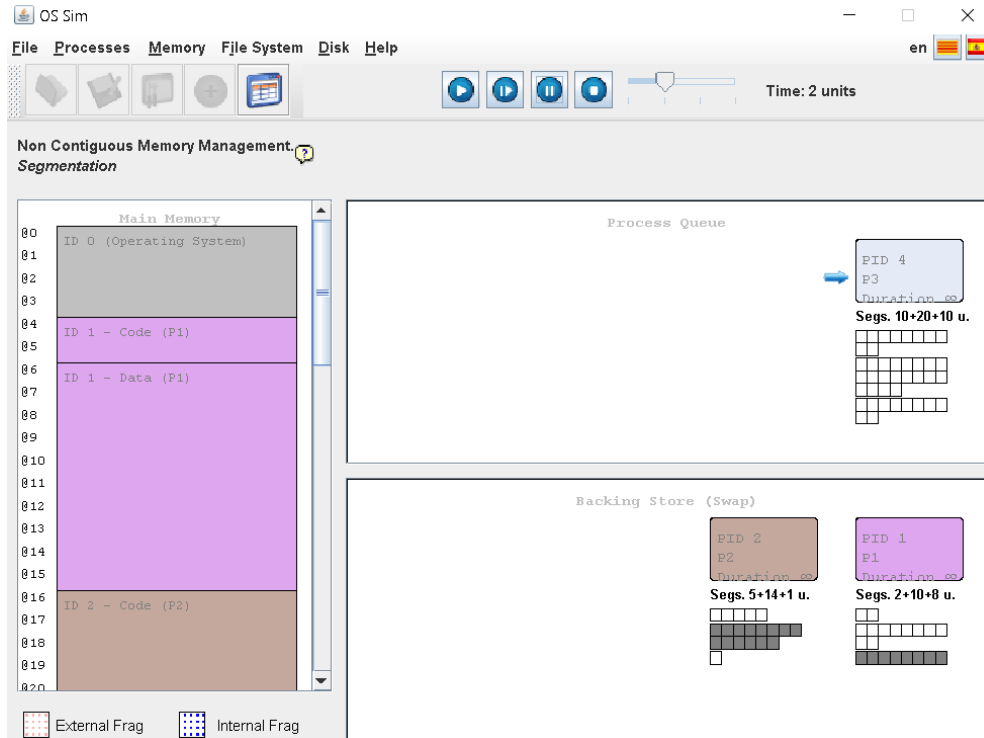 OS Sim
File Processes Memory File System Disk Help
en
Time: 2 units
Non Contiguous Memory Management.
?
Segmentation
Main Memory
@0
ID 0 (Operating System)
@1
@2
@3
@4
ID 1 - Code (P1)
@5
@6
ID 1 - Data (P1)
@7
@8
@9
@10
@11
@12
@13
@14
@15
@16
ID 2 - Code (P2)
@17
@18
@19
@20
External Frag
Internal Frag
Process Queue
PID 4
P3
Duration ∞
Segs. 10+20+10 u.
Backing Store (Swap)
PID 2
P2
Duration ∞
Segs. 5+14+1 u.
PID 1
P1
Duration ∞
Segs. 2+10+8 u.